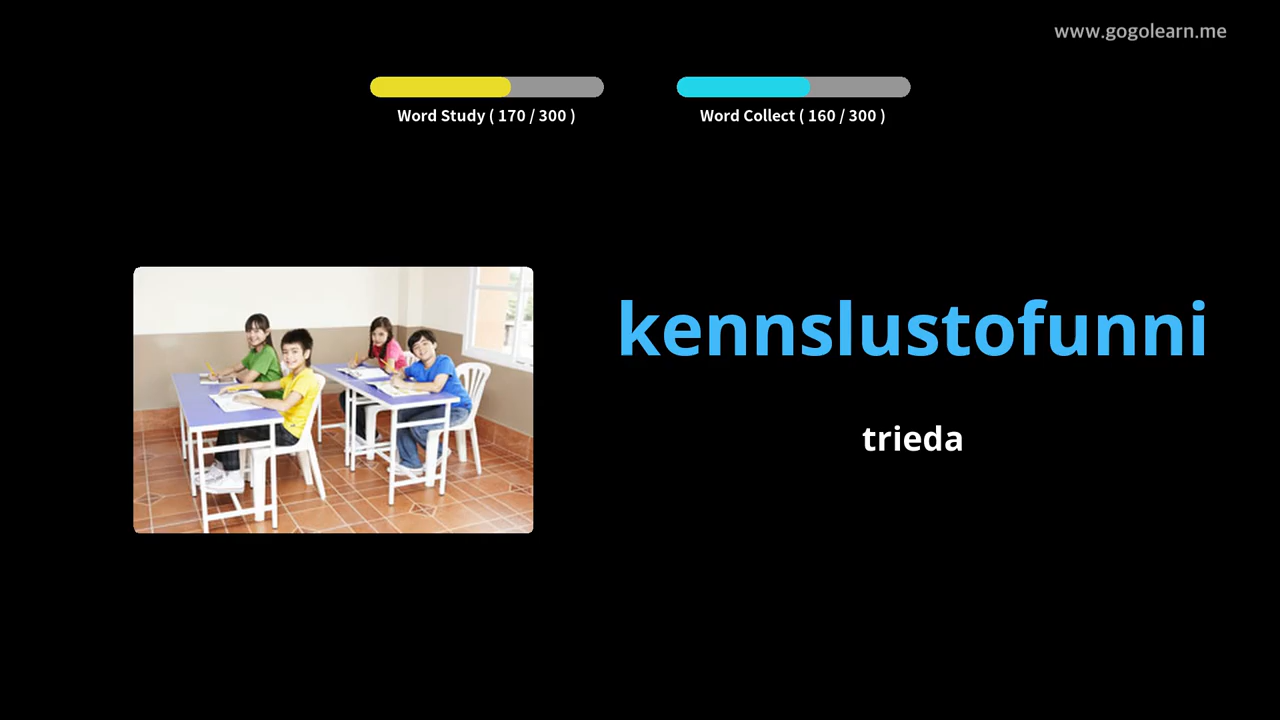 www.gogolearn.me
Word Study ( 170 / 300 )
Word Collect ( 160 / 300 )
kennslustofunni
trieda